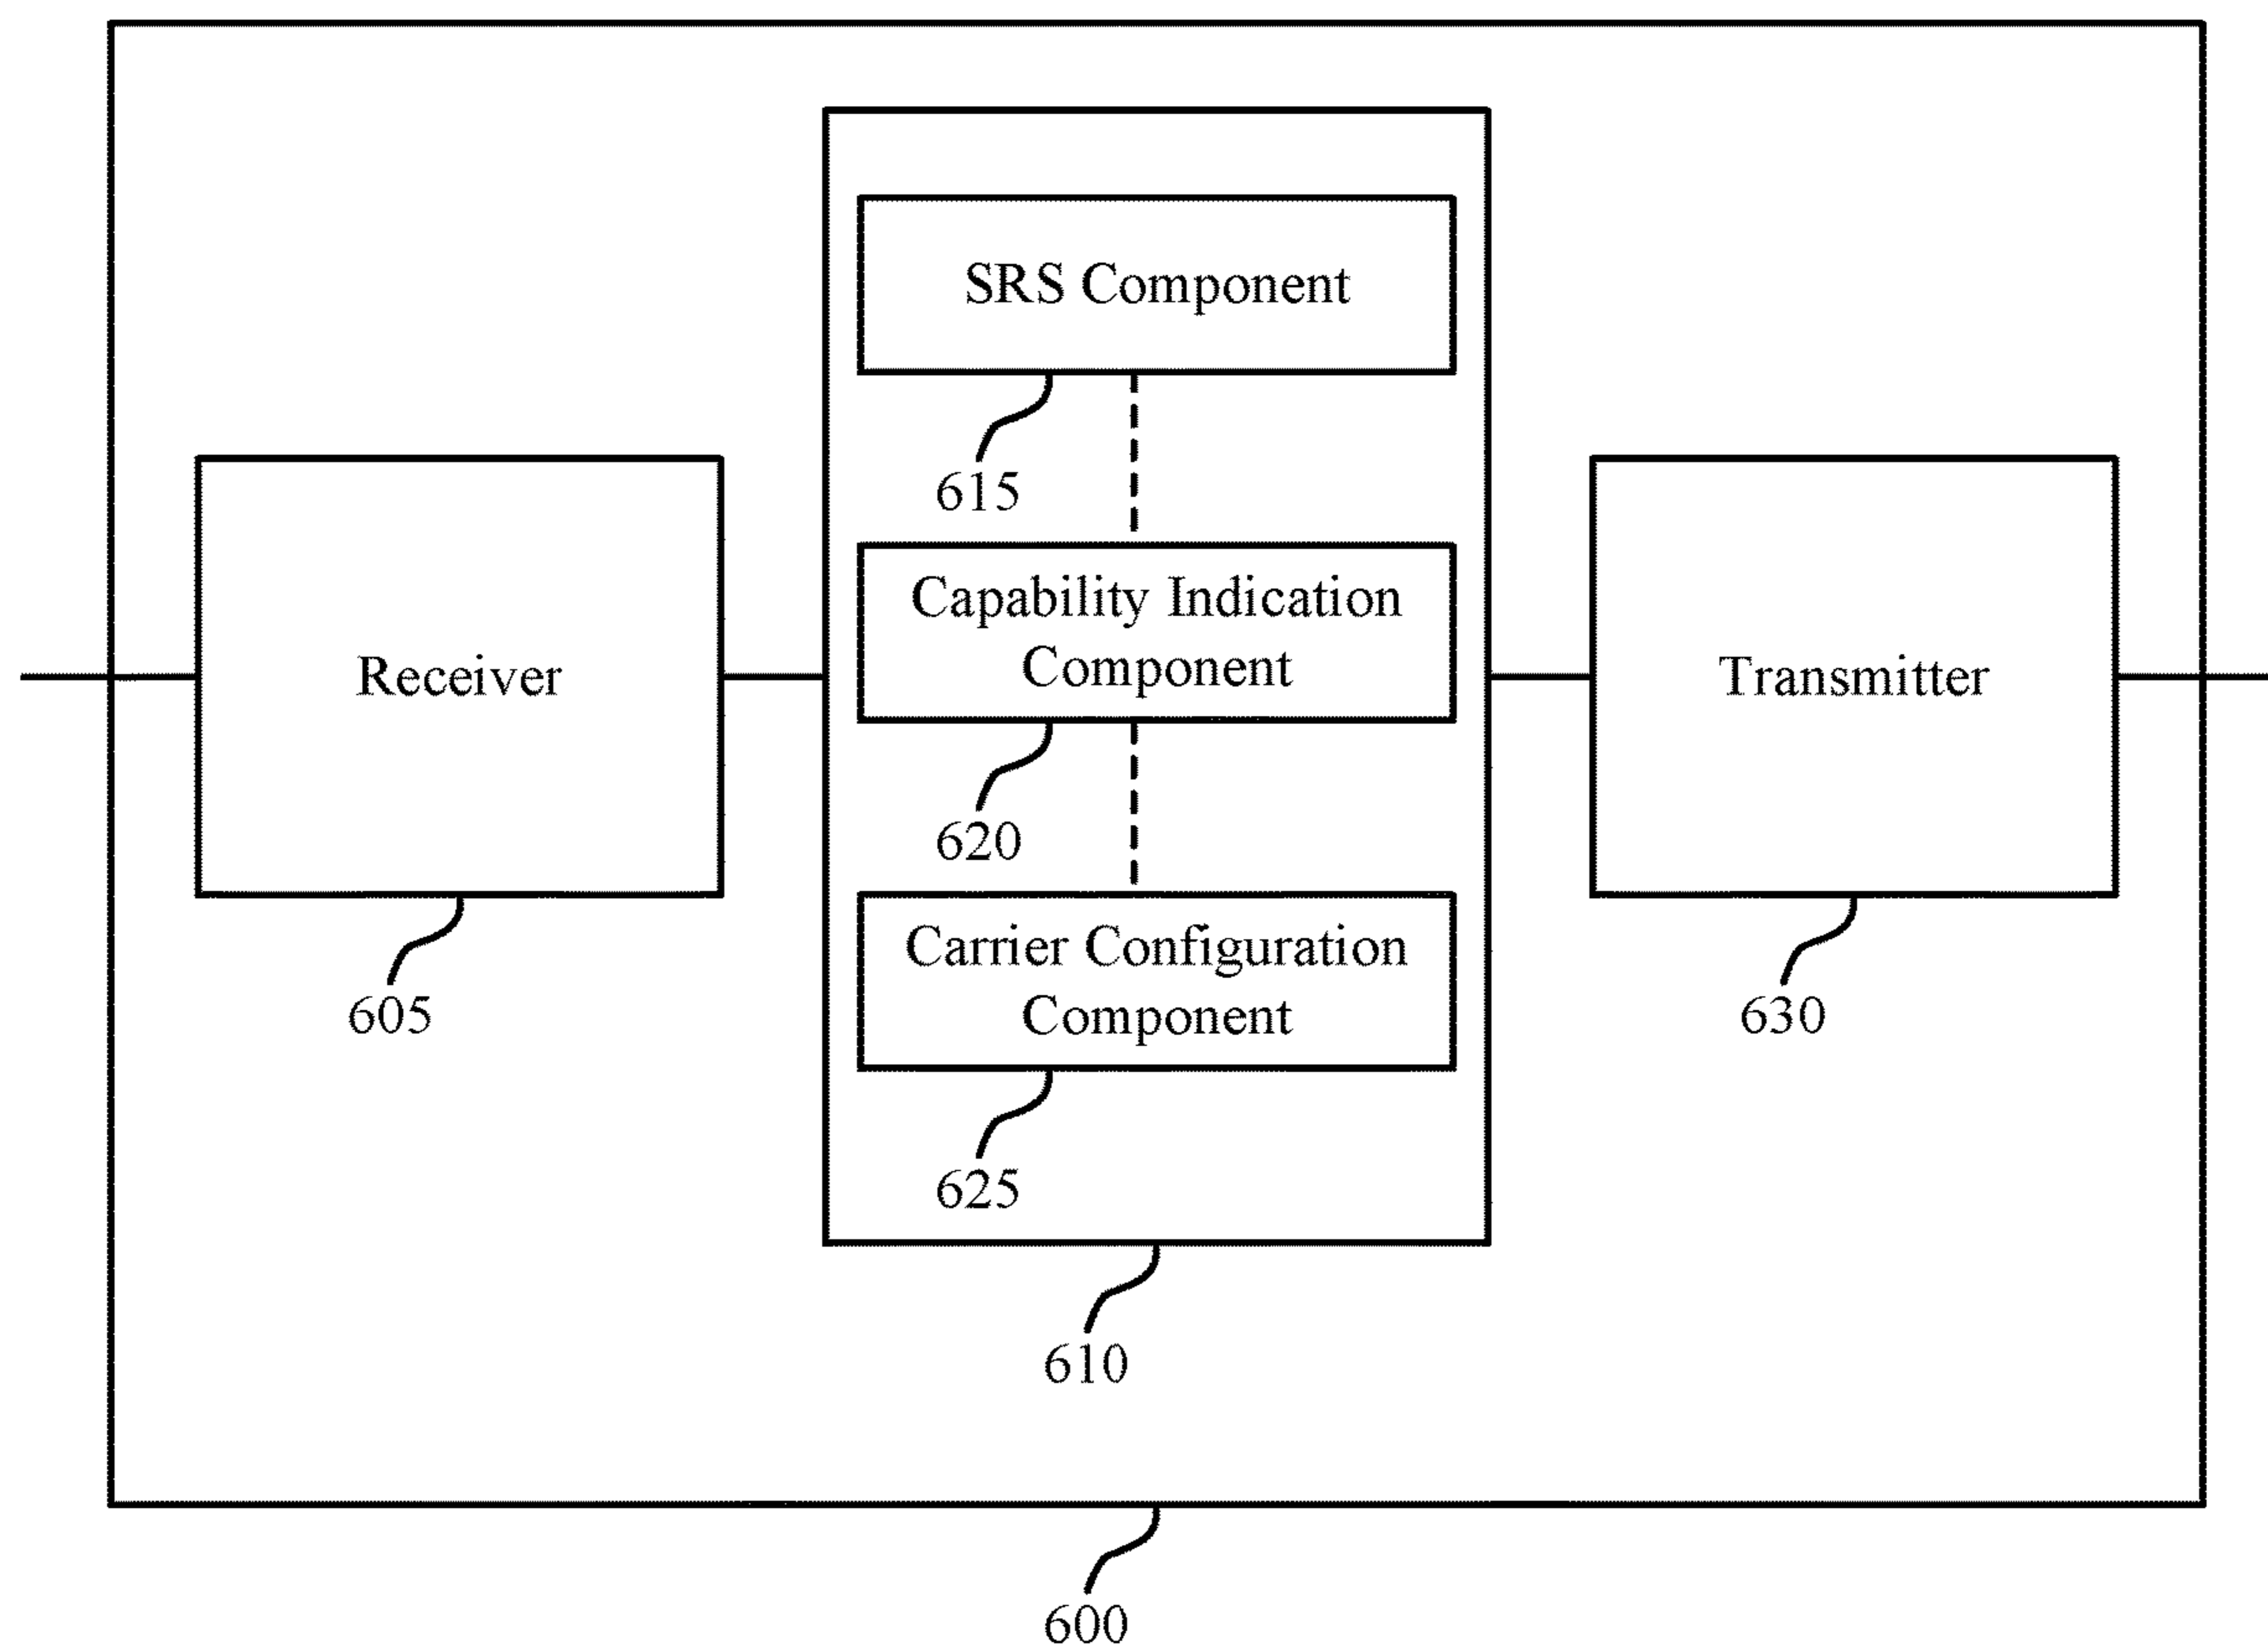 SRS Component
615
Capability Indication
Component
620
Carrier Configuration
Component
625
Receiver
605
Transmitter
630
610
600